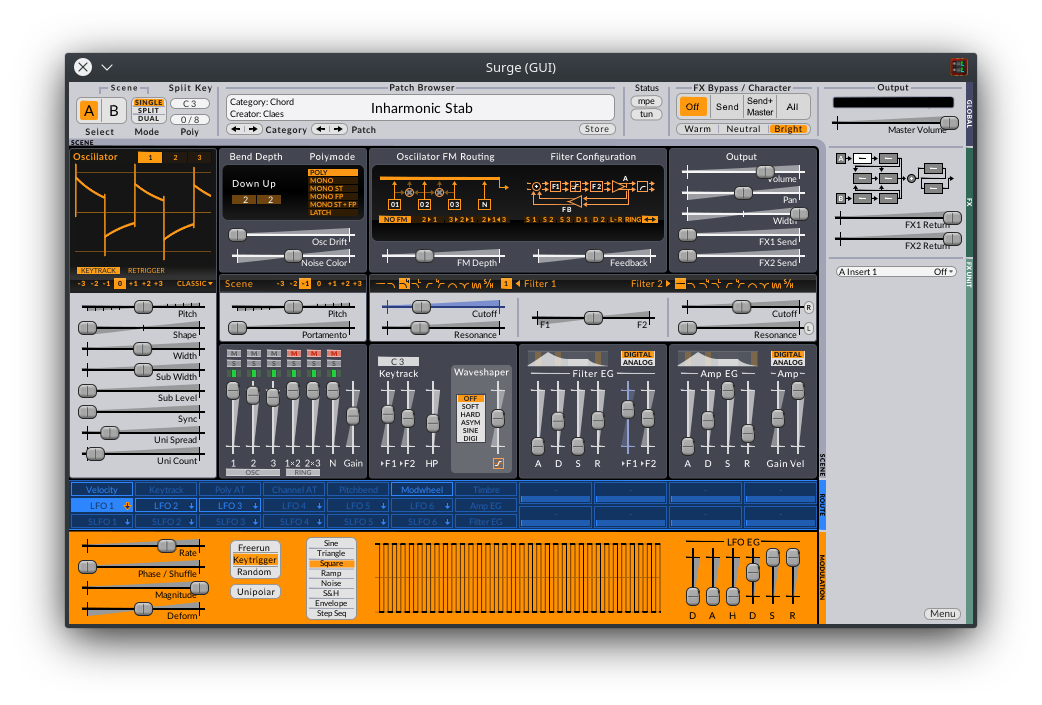 Surge (GUI)
Scene
A B
Select
SINGLE
SPLIT
DUAL
Mode
Split Key
C 3
0 / 8
Poly
Patch Browser
Category: Chord
Creator: Claes
Inharmonic Stab
Category
Patch
Store
Status
mpe
tun
FX Bypass / Character
Off Send Send+ Master All
Warm Neutral Bright
Output
Master Volume
GLOBAL
SCENE
Oscillator 1 2 3
KEYTRACK RETRIGGER
-3 -2 -1 0 +1 +2 +3 CLASSIC
Bend Depth
Down Up
2 2
Polymode
POLY
MONO
MONO ST
MONO FP
MONO ST+FP
LATCH
Osc Drift
Noise Color
Oscillator FM Routing
O1 O2 O3 N
NO FM 2›1 3›2›1 2›1‹3
FM Depth
Filter Configuration
F1 F2 A
FB
S1 S2 S3 D1 D2 L-R RING
Feedback
Output
Volume
Pan
Width
FX1 Send
FX2 Send
A
B
FX1 Return
FX2 Return
FX
A Insert 1 Off
FX UNIT
Scene -3 -2 -1 0 +1 +2 +3
S/H 1 Filter 1
Filter 2 S/H
Pitch
Shape
Width
Sub Width
Sub Level
Sync
Uni Spread
Uni Count
Pitch
Portamento
Cutoff
Resonance
F1 F2
Cutoff
Resonance
R
L
M M M M M M
S S S S S S
1 2 3 1×2 2×3 N Gain
OSC RING
C 3
Keytrack
›F1 ›F2 HP
Waveshaper
OFF
SOFT
HARD
ASYM
SINE
DIGI
DIGITAL
ANALOG
Filter EG
A D S R ›F1 ›F2
DIGITAL
ANALOG
Amp EG
Amp
A D S R Gain Vel
SCENE
Velocity Keytrack Poly AT Channel AT Pitchbend Modwheel Timbre - - - -
LFO 1 LFO 2 LFO 3 LFO 4 LFO 5 LFO 6 Amp EG
SLFO 1 SLFO 2 SLFO 3 SLFO 4 SLFO 5 SLFO 6 Filter EG - - - -
ROUTE
Rate
Phase / Shuffle
Magnitude
Deform
Freerun
Keytrigger
Random
Unipolar
Sine
Triangle
Square
Ramp
Noise
S&H
Envelope
Step Seq
LFO EG
D A H D S R
MODULATION
Menu